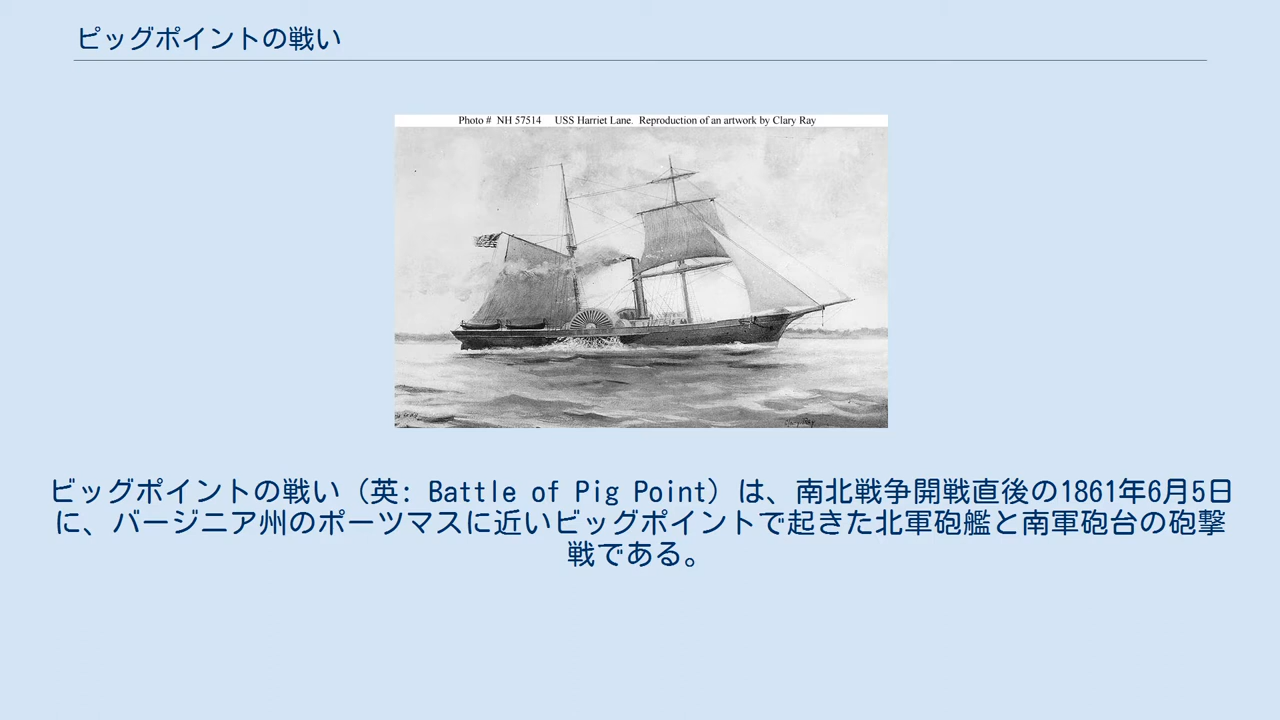 ピッグポイントの戦い
Photo # NH 57514 USS Harriet Lane. Reproduction of an artwork by Clary Ray
ビッグポイントの戦い（英: Battle of Pig Point）は、南北戦争開戦直後の1861年6月5日
に、バージニア州のポーツマスに近いビッグポイントで起きた北軍砲艦と南軍砲台の砲撃
戦である。
Clary Ray